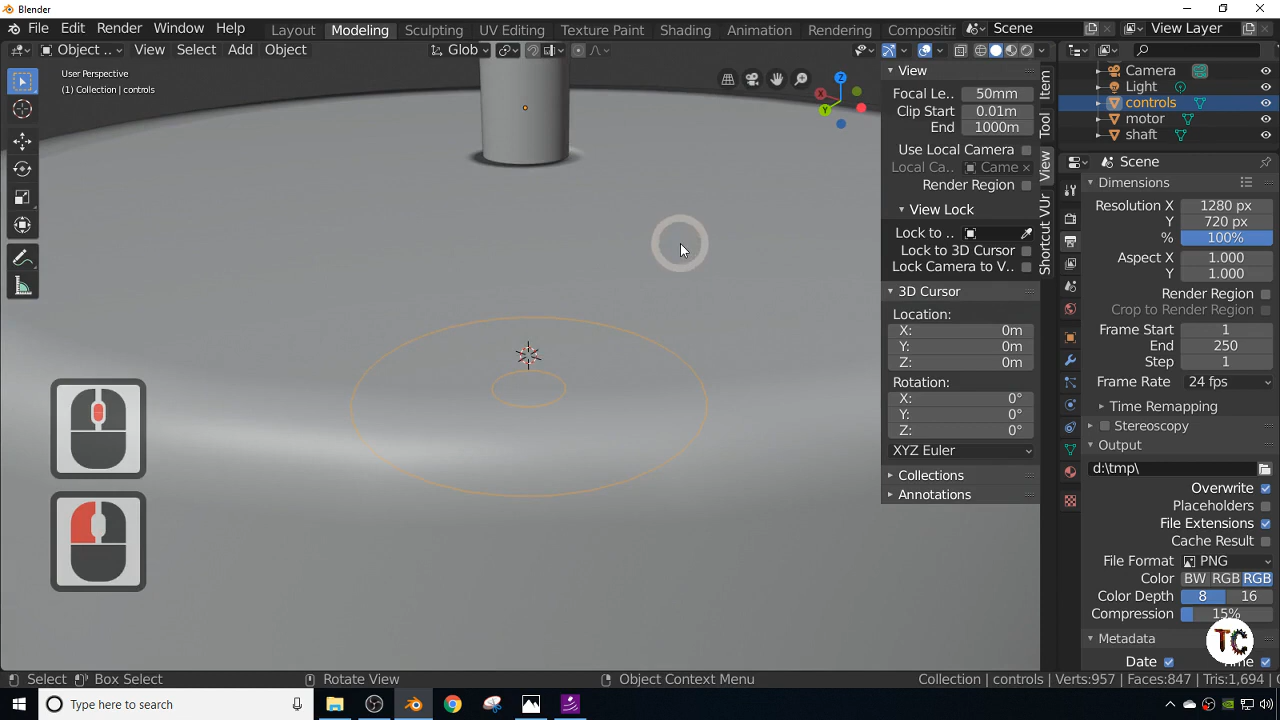 Blender
File Edit Render Window Help Layout Modeling Sculpting UV Editing Texture Paint Shading Animation Rendering Compositir Scene View Layer
Object .. View Select Add Object Glob
User Perspective
(1) Collection | controls
Z
X
Y
View
Focal Le.. 50mm
Clip Start 0.01m
End 1000m
Use Local Camera
Local Ca.. Came
Render Region
View Lock
Lock to ..
Lock to 3D Cursor
Lock Camera to V..
3D Cursor
Location:
X: 0m
Y: 0m
Z: 0m
Rotation:
X: 0°
Y: 0°
Z: 0°
XYZ Euler
Collections
Annotations
Item
Tool
View
Shortcut VUr
Camera
Light
controls
motor
shaft
Scene
Dimensions
Resolution X 1280 px
Y 720 px
% 100%
Aspect X 1.000
Y 1.000
Render Region
Crop to Render Region
Frame Start 1
End 250
Step 1
Frame Rate 24 fps
Time Remapping
Stereoscopy
Output
d:\tmp\
Overwrite
Placeholders
File Extensions
Cache Result
File Format PNG
Color BW RGB RGB
Color Depth 8 16
Compression 15%
TC
Metadata
Date
Select Box Select Rotate View Object Context Menu Collection | controls | Verts:957 | Faces:847 | Tris:1,694 |
Type here to search